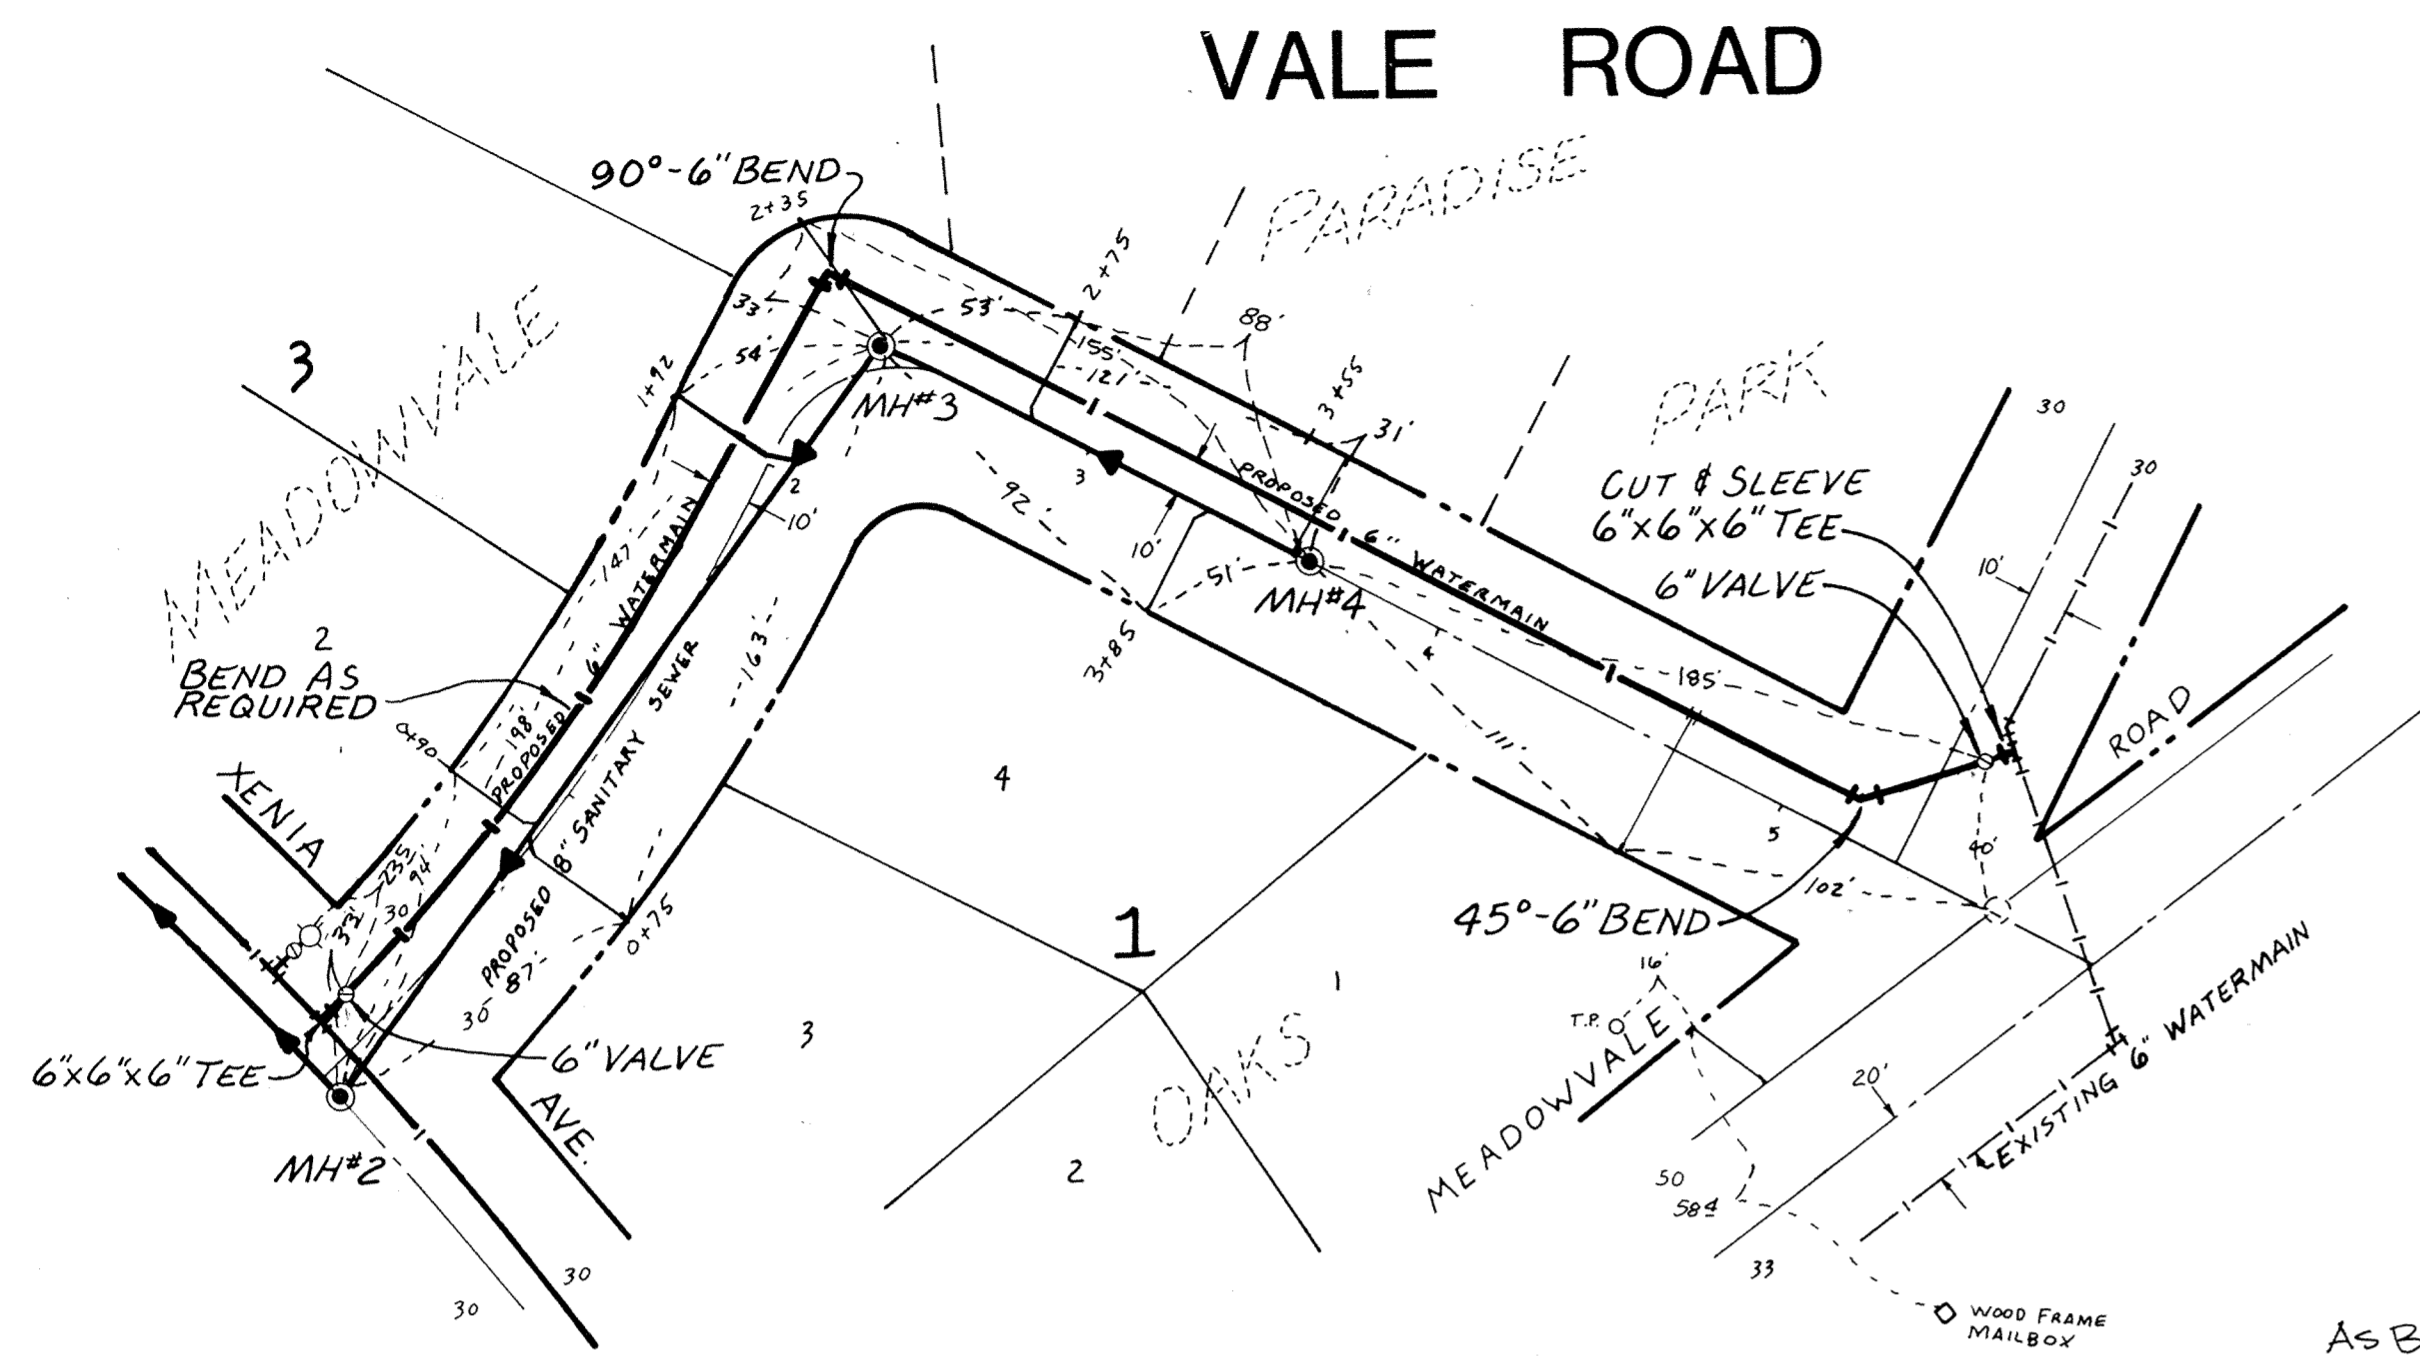 VALE ROAD
90°-6" BEND
2+35
PARADISE
2+75
33'
53'
88'
155'
121'
54'
1+92
3+55
31'
MH#3
3
MEADOWVALE
PARK
30
30
CUT & SLEEVE
6"x6"x6" TEE
6" VALVE
10'
2
10'
3
92'
10'
PROPOSED
6" WATERMAIN
51'
MH#4
3+85
147'
6" WATERMAIN
PROPOSED
198'
163'
2
BEND AS
REQUIRED
0+90
XENIA
PROPOSED 8" SANITARY SEWER
4
185'
111'
ROAD
5
40'
102'
45°-6" BEND
235'
94'
32'
30
0+75
87'
30
1
1
3
16'
T.P.
OAKS
MEADOWVALE
EXISTING 6" WATERMAIN
20'
6"x6"x6" TEE
6" VALVE
AVE.
MH#2
2
50
584
33
30
30
WOOD FRAME
MAILBOX
AS B